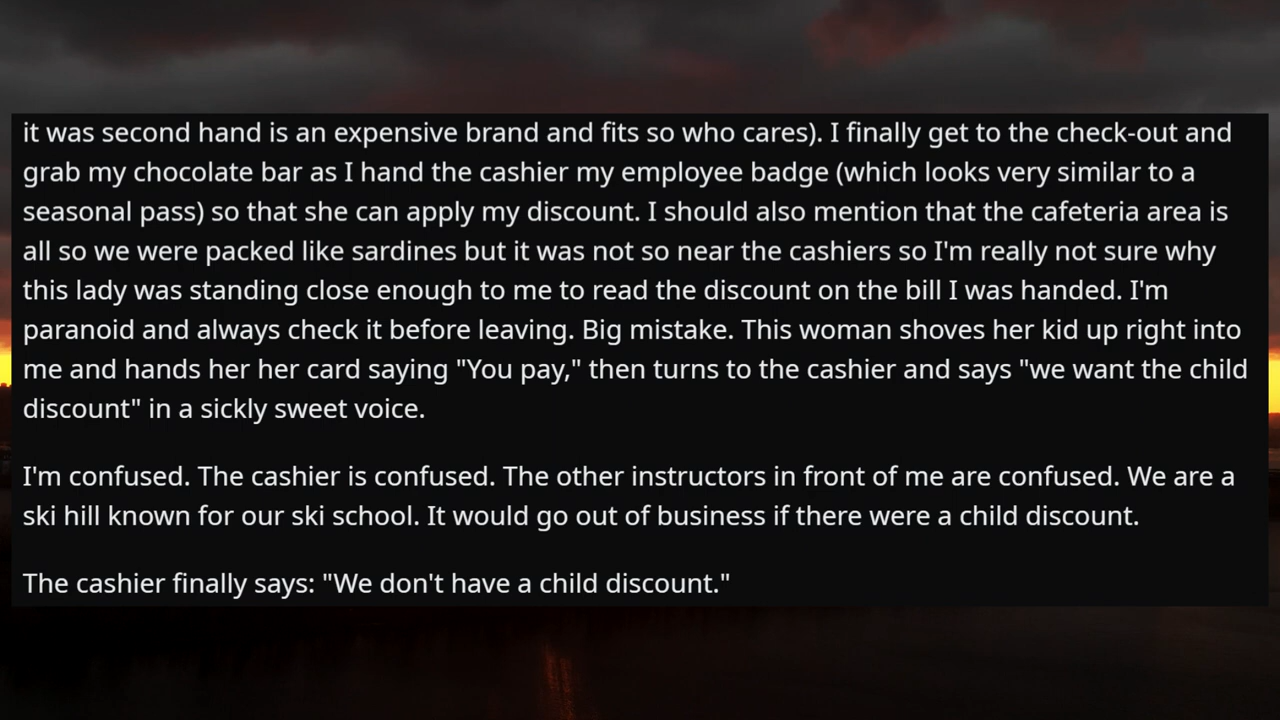 it was second hand is an expensive brand and fits so who cares). I finally get to the check-out and
grab my chocolate bar as I hand the cashier my employee badge (which looks very similar to a
seasonal pass) so that she can apply my discount. I should also mention that the cafeteria area is
all so we were packed like sardines but it was not so near the cashiers so I'm really not sure why
this lady was standing close enough to me to read the discount on the bill I was handed. I'm
paranoid and always check it before leaving. Big mistake. This woman shoves her kid up right into
me and hands her her card saying "You pay," then turns to the cashier and says "we want the child
discount" in a sickly sweet voice.
I'm confused. The cashier is confused. The other instructors in front of me are confused. We are a
ski hill known for our ski school. It would go out of business if there were a child discount.
The cashier finally says: "We don't have a child discount."